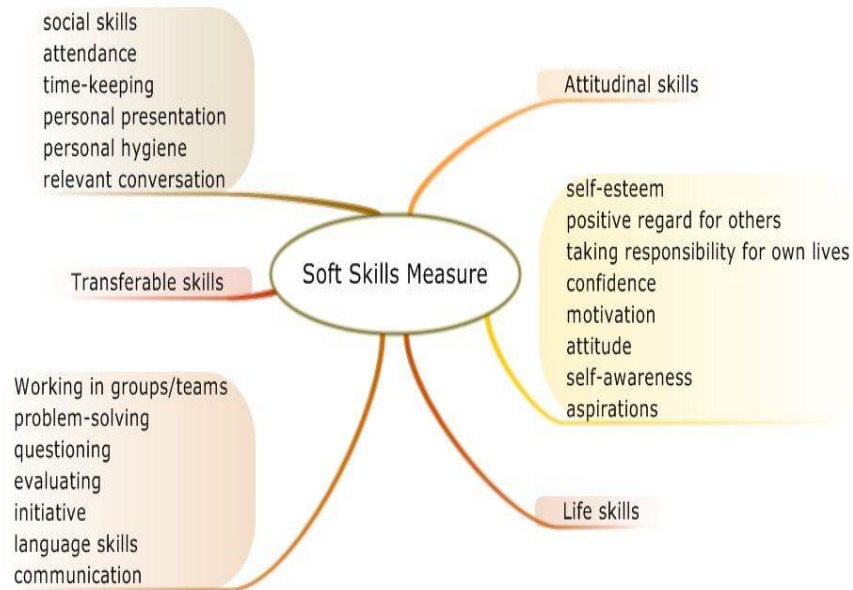 social skills
attendance
time-keeping
personal presentation
personal hygiene
relevant conversation
Attitudinal skills
self-esteem
positive regard for others
taking responsibility for own lives
confidence
motivation
attitude
self-awareness
aspirations
Soft Skills Measure
Transferable skills
Working in groups/teams
problem-solving
questioning
evaluating
initiative
language skills
communication
Life skills